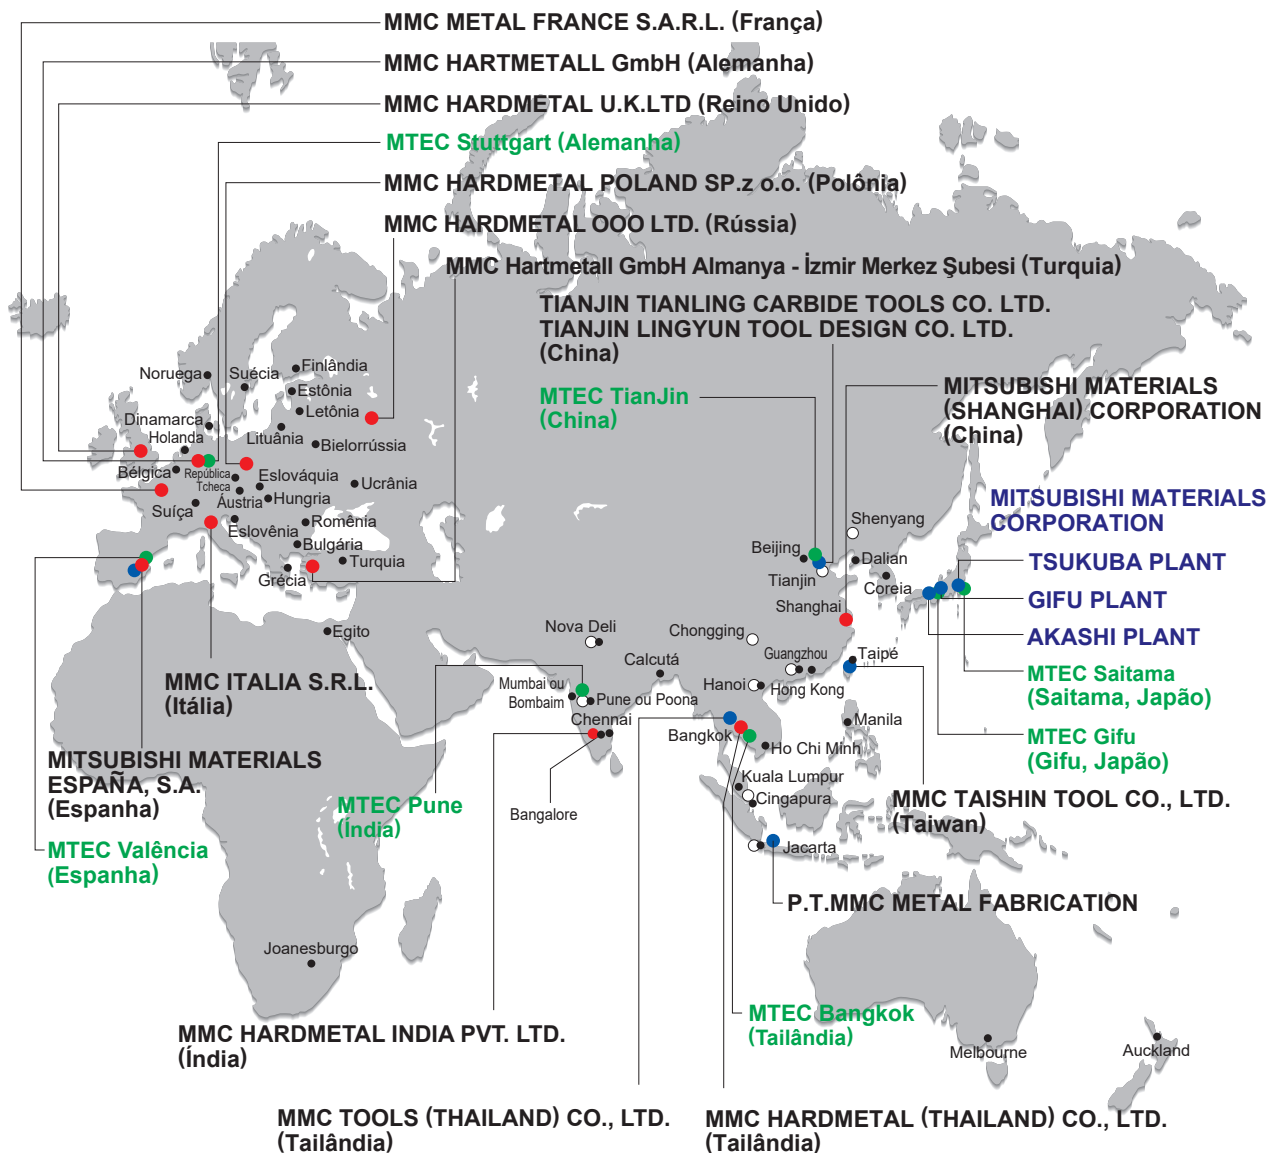 MMC METAL FRANCE S.A.R.L. (França)
MMC HARTMETALL GmbH (Alemanha)
MMC HARDMETAL U.K.LTD (Reino Unido)
MTEC Stuttgart (Alemanha)
MMC HARDMETAL POLAND SP.z o.o. (Polônia)
MMC HARDMETAL OOO LTD. (Rússia)
MMC Hartmetall GmbH Almanya - İzmir Merkez Şubesi (Turquia)
TIANJIN TIANLING CARBIDE TOOLS CO. LTD.
TIANJIN LINGYUN TOOL DESIGN CO. LTD.
(China)
MTEC TianJin
(China)
MITSUBISHI MATERIALS
(SHANGHAI) CORPORATION
(China)
Noruega
Suécia
Finlândia
Estônia
Letônia
Dinamarca
Holanda
Lituânia
Bielorrússia
Bélgica
República
Tcheca
Eslováquia
Ucrânia
Áustria
Hungria
Suíça
Eslovênia
Romênia
Bulgária
Grécia
Turquia
MITSUBISHI MATERIALS
CORPORATION
Shenyang
Beijing
Dalian
Tianjin
Coreia
TSUKUBA PLANT
GIFU PLANT
AKASHI PLANT
Shanghai
Egito
Nova Deli
Chongging
Guangzhou
Taipé
Calcutá
Hanoi
Hong Kong
MMC ITALIA S.R.L.
(Itália)
Mumbai ou
Bombaim
Pune ou Poona
Chennai
MTEC Saitama
(Saitama, Japão)
Manila
Bangkok
Ho Chi Minh
MTEC Gifu
(Gifu, Japão)
MITSUBISHI MATERIALS
ESPAÑA, S.A.
(Espanha)
Kuala Lumpur
Cingapura
MTEC Pune
(Índia)
Bangalore
MMC TAISHIN TOOL CO., LTD.
(Taiwan)
MTEC Valência
(Espanha)
Jacarta
P.T.MMC METAL FABRICATION
Joanesburgo
MTEC Bangkok
(Tailândia)
MMC HARDMETAL INDIA PVT. LTD.
(Índia)
Melbourne
Auckland
MMC TOOLS (THAILAND) CO., LTD.
(Tailândia)
MMC HARDMETAL (THAILAND) CO., LTD.
(Tailândia)